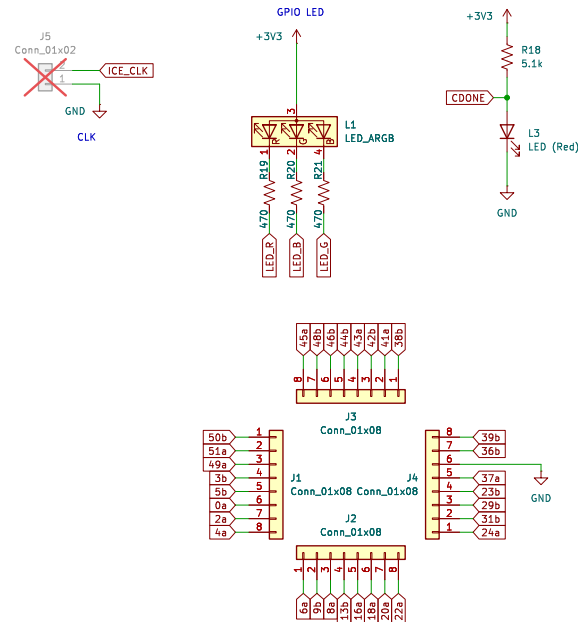 GPIO LED
J5
Conn_01x02
2
ICE_CLK
1
GND
CLK
+3V3
3
L1
LED_ARGB
R
G
B
1
2
4
R19
R20
R21
470
470
470
LED_R
LED_B
LED_G
+3V3
R18
5.1k
CDONE
L3
LED (Red)
GND
45a
48b
46b
44b
43a
42b
41a
38b
8
7
6
5
4
3
2
1
J3
Conn_01x08
50b 1
51a 2
49a 3
3b 4
5b 5
0a 6
2a 7
4a 8
J1
Conn_01x08
J4
Conn_01x08
8 39b
7 36b
6
5 37a
4 23b
3 29b
2 31b
1 24a
GND
J2
Conn_01x08
1
2
3
4
5
6
7
8
6a
9b
8a
13b
16a
18a
20a
22a